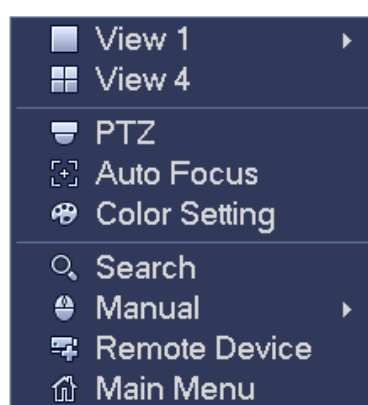 View 1
View 4
PTZ
Auto Focus
Color Setting
Search
Manual
Remote Device
Main Menu